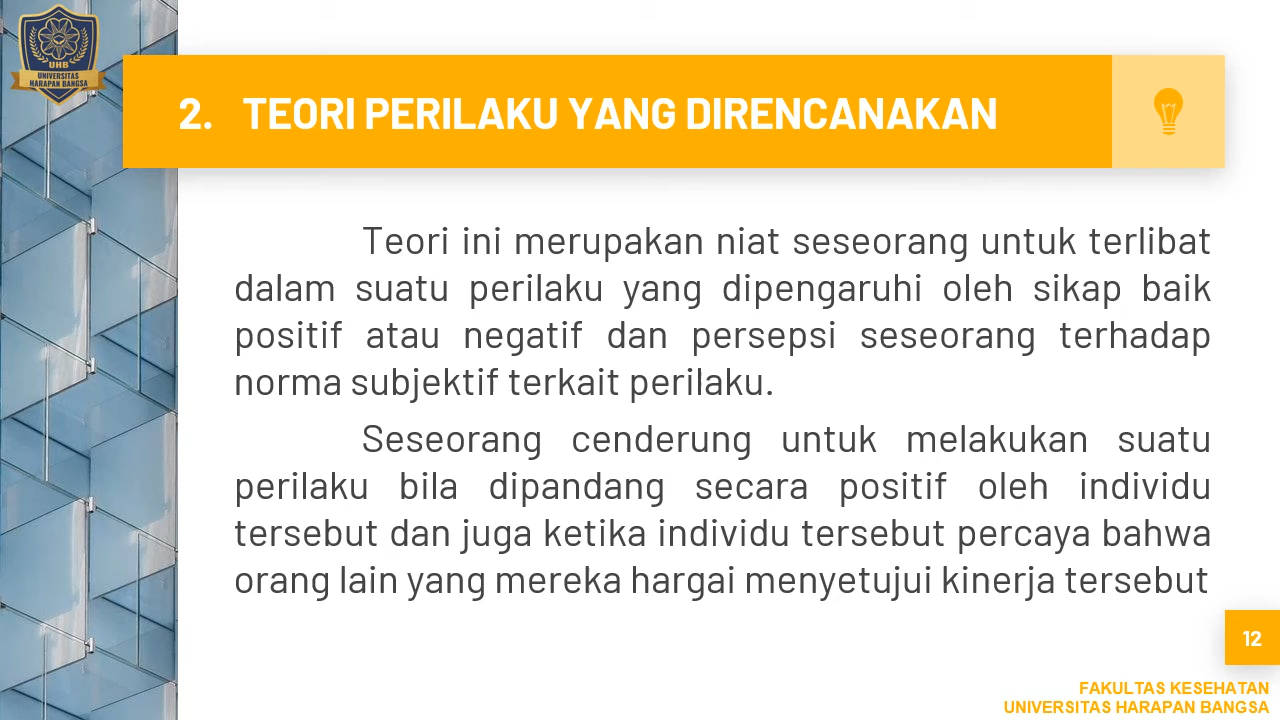 UHB
UNIVERSITAS
HARAPAN BANGSA
2. TEORI PERILAKU YANG DIRENCANAKAN
Teori ini merupakan niat seseorang untuk terlibat
dalam suatu perilaku yang dipengaruhi oleh sikap baik
positif atau negatif dan persepsi seseorang terhadap
norma subjektif terkait perilaku.
Seseorang cenderung untuk melakukan suatu
perilaku bila dipandang secara positif oleh individu
tersebut dan juga ketika individu tersebut percaya bahwa
orang lain yang mereka hargai menyetujui kinerja tersebut
12
FAKULTAS KESEHATAN
UNIVERSITAS HARAPAN BANGSA